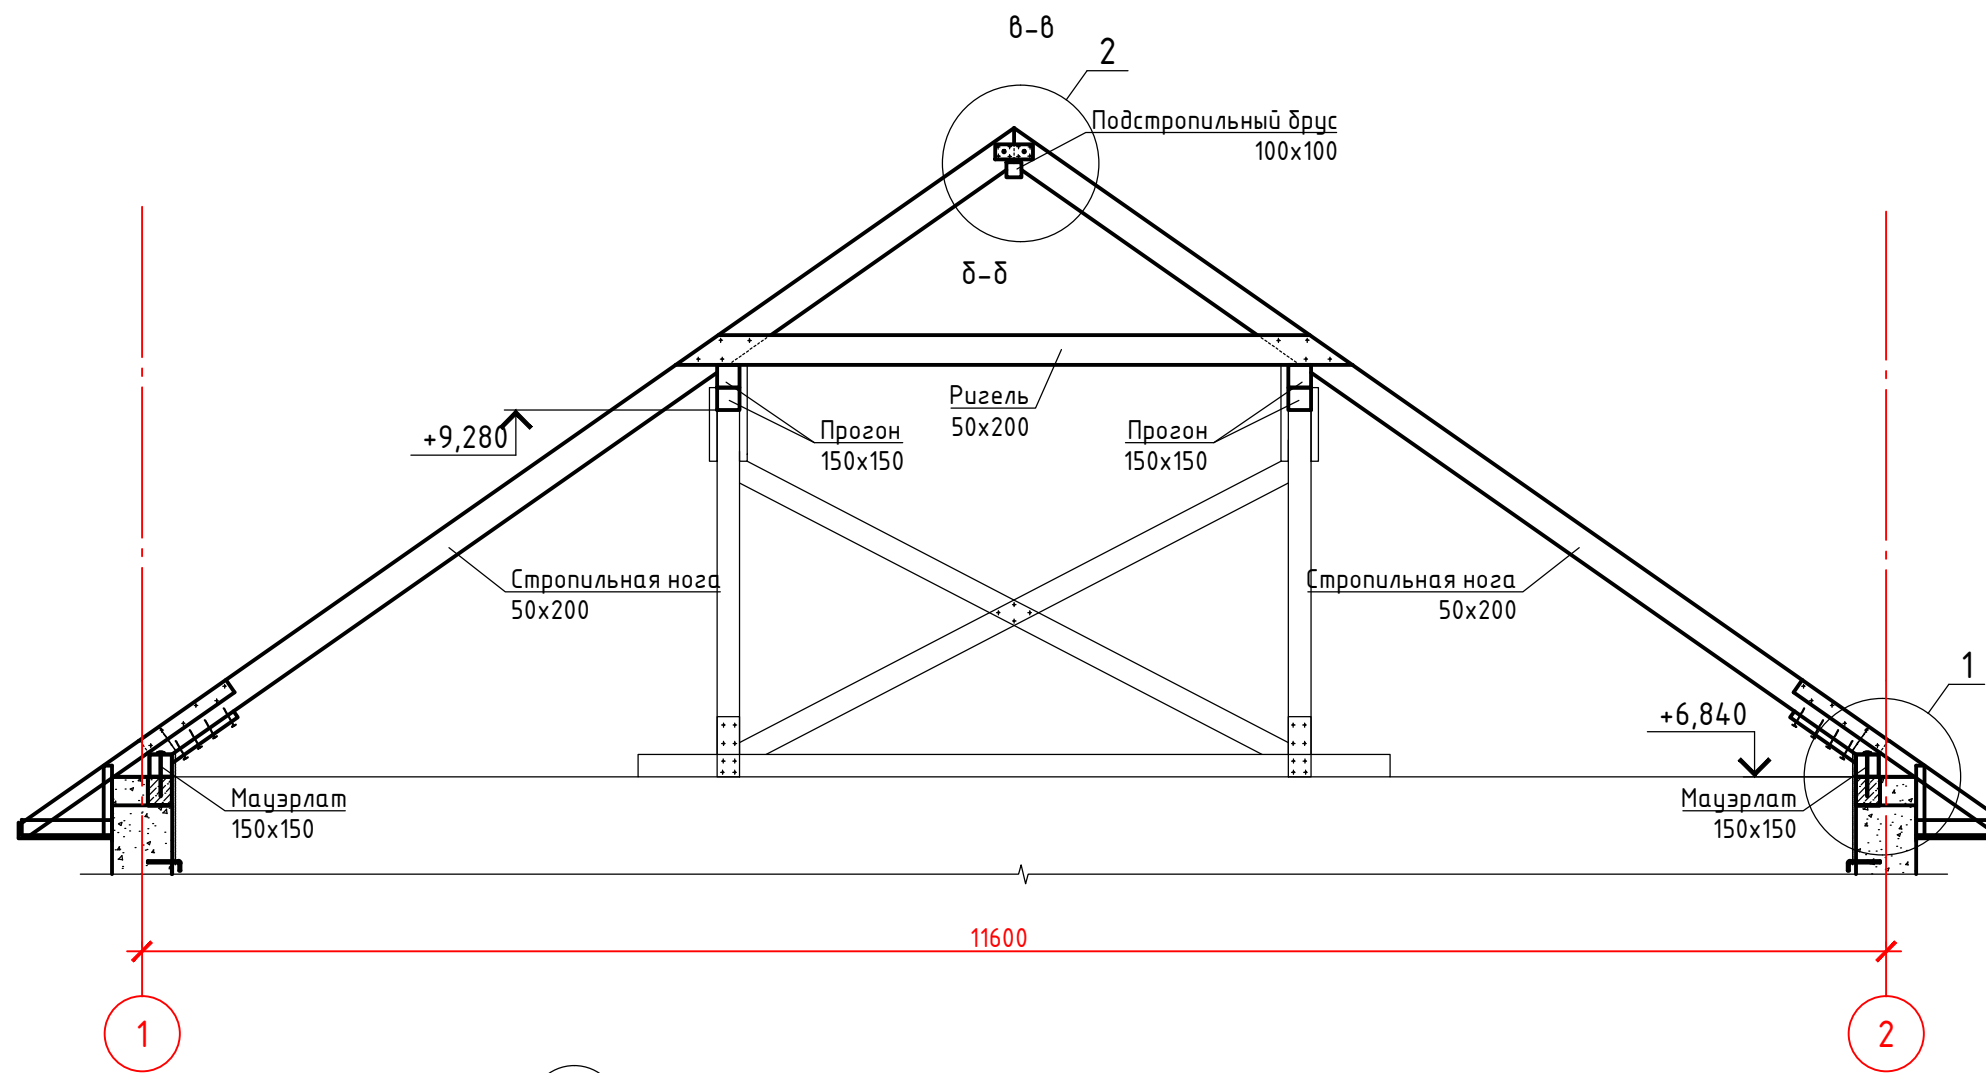 в-в
2
Подстропильный брус
100х100
б-б
Ригель
50х200
+9,280
Прогон
150х150
Прогон
150х150
Стропильная нога
50х200
Стропильная нога
50х200
1
+6,840
Мауэрлат
150х150
Мауэрлат
150х150
11600
1
2